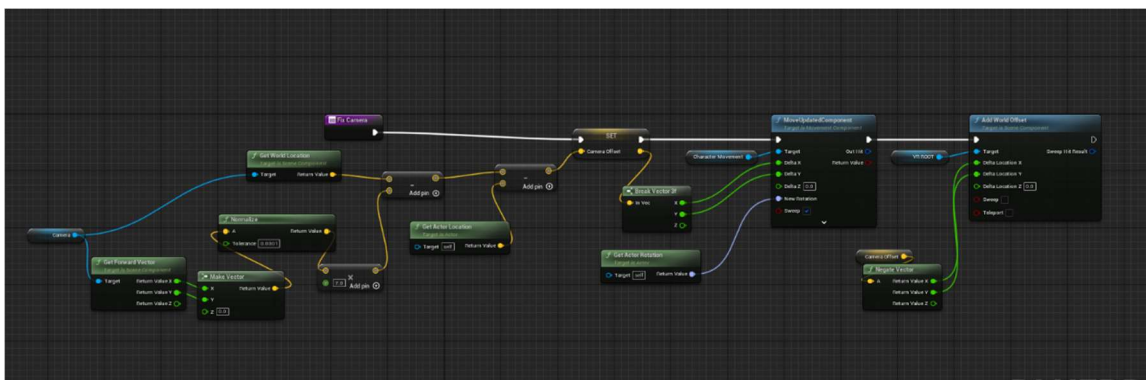 Fix Camera
SET
Camera Offset
MoveUpdatedComponent
Target is Movement Component
Target
Delta X
Delta Y
Delta Z 0.0
New Rotation
Sweep
Out Hit
Return Value
Add World Offset
Target is Scene Component
Target
Delta Location X
Delta Location Y
Delta Location Z 0.0
Sweep
Teleport
Sweep Hit Result
Character Movement
VR ROOT
Get World Location
Target is Scene Component
Target Return Value
Add pin
Add pin
Break Vector 3f
In Vec X
Y
Z
Normalize
A Return Value
Tolerance 0.0001
Get Actor Location
Target is Actor
Target self Return Value
Camera
Get Forward Vector
Target is Scene Component
Target Return Value X
Return Value Y
Return Value Z
Make Vector
X Return Value
Y
Z 0.0
Add pin
Get Actor Rotation
Target is Actor
Target self Return Value
Camera Offset
Negate Vector
A Return Value X
Return Value Y
Return Value Z